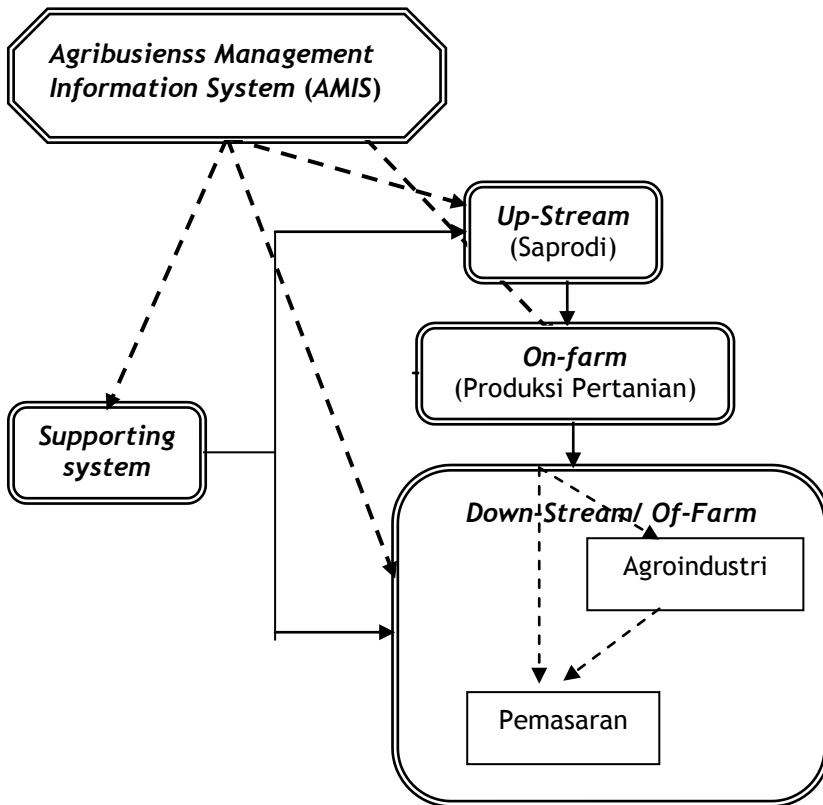 Agribusienss Management
Information System (AMIS)
Up-Stream
(Saprodi)
On-farm
(Produksi Pertanian)
Supporting
system
Down-Stream/ Of-Farm
Agroindustri
Pemasaran